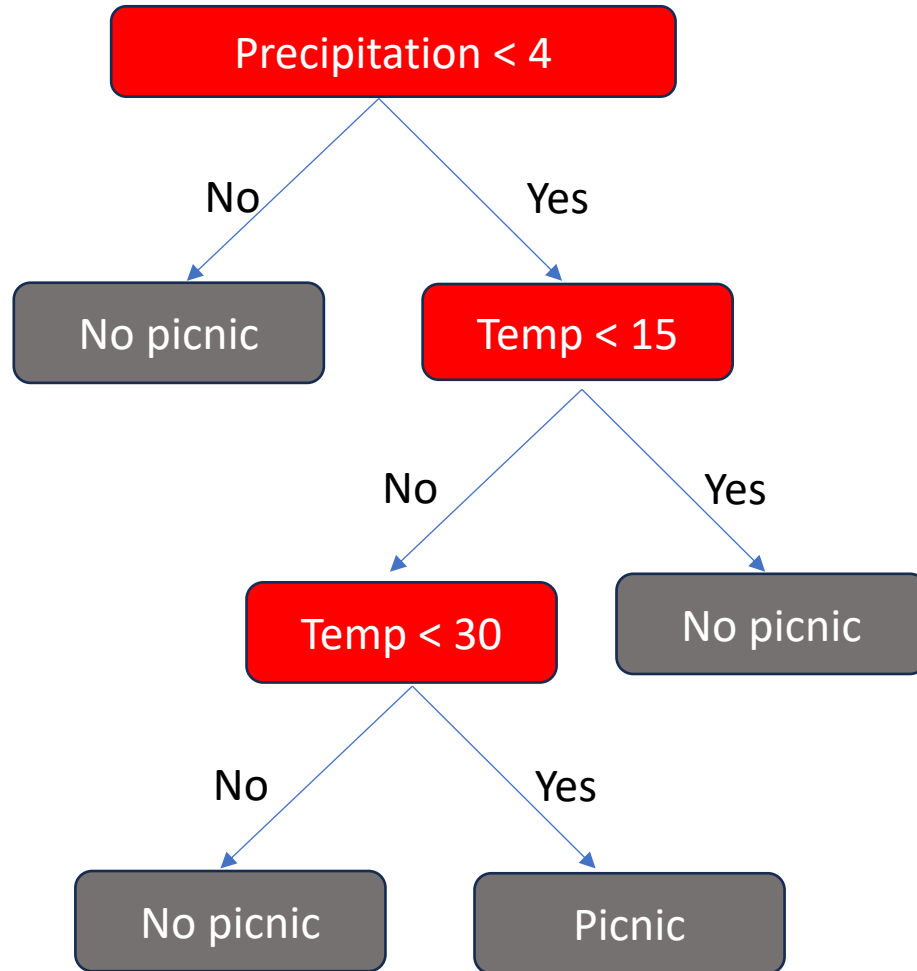 Precipitation < 4
No
Yes
No picnic
Temp < 15
No
Yes
Temp < 30
No picnic
No
Yes
No picnic
Picnic